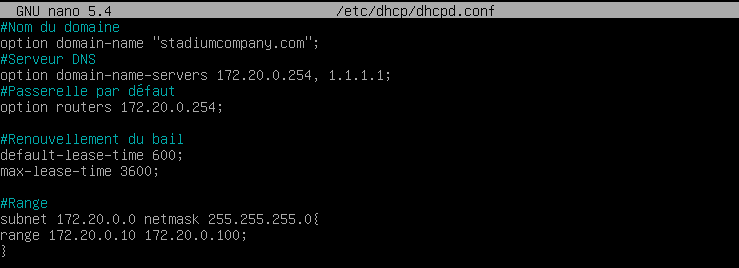 GNU nano 5.4 /etc/dhcp/dhcpd.conf
#Nom du domaine
option domain-name "stadiumcompany.com";
#Serveur DNS
option domain-name-servers 172.20.0.254, 1.1.1.1;
#Passerelle par défaut
option routers 172.20.0.254;
#Renouvellement du bail
default-lease-time 600;
max-lease-time 3600;
#Range
subnet 172.20.0.0 netmask 255.255.255.0{
range 172.20.0.10 172.20.0.100;
}